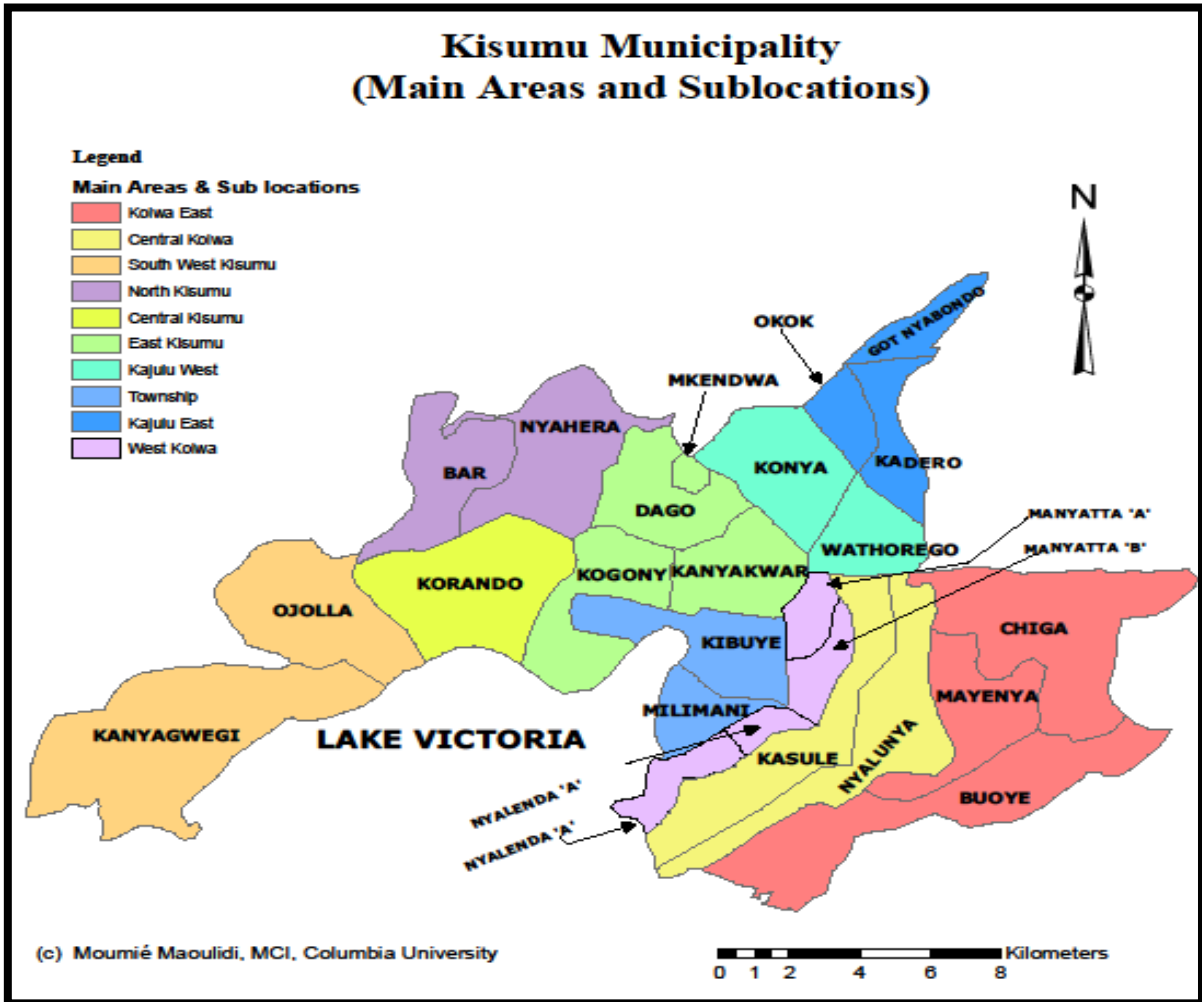 Kisumu Municipality
(Main Areas and Sublocations)
Legend
Main Areas & Sub locations
Kolwa East
Central Kolwa
South West Kisumu
North Kisumu
Central Kisumu
East Kisumu
Kajulu West
Township
Kajulu East
West Kolwa
N
GOT NYABONDO
OKOK
MKENDWA
NYAHERA
BAR
KONYA
KADERO
DAGO
MANYATTA 'A'
WATHOREGO
MANYATTA 'B'
KOGONY
KANYAKWAR
KORANDO
OJOLLA
CHIGA
KIBUYE
MAYENYA
MILIMANI
KANYAGWEGI
LAKE VICTORIA
KASULE
NYALUNYA
BUOYE
NYALENDA 'A'
NYALENDA 'A'
(c) Moumié Maoulidi, MCI, Columbia University
Kilometers
0 1 2 4 6 8